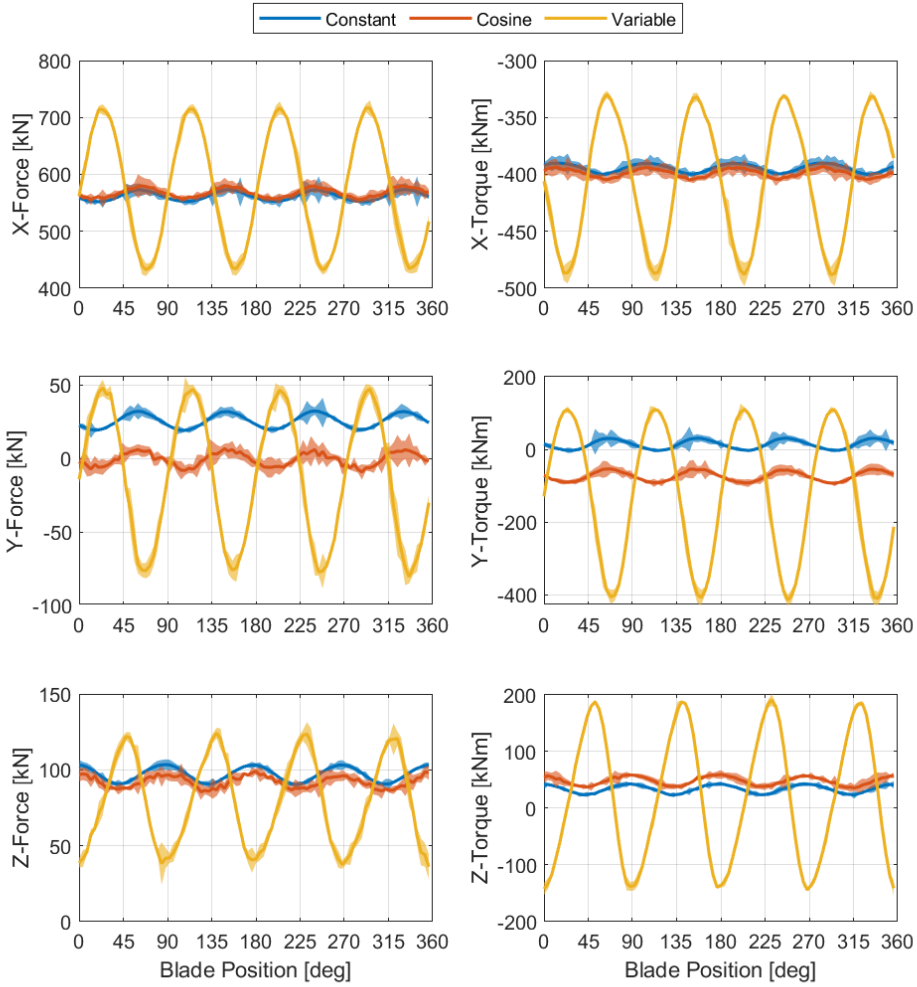 Constant Cosine Variable
X-Force [kN]
800
700
600
500
400
0 45 90 135 180 225 270 315 360
X-Torque [kNm]
-300
-350
-400
-450
-500
0 45 90 135 180 225 270 315 360
Y-Force [kN]
50
0
-50
-100
0 45 90 135 180 225 270 315 360
Y-Torque [kNm]
200
0
-200
-400
0 45 90 135 180 225 270 315 360
Z-Force [kN]
150
100
50
0
0 45 90 135 180 225 270 315 360
Blade Position [deg]
Z-Torque [kNm]
200
100
0
-100
-200
0 45 90 135 180 225 270 315 360
Blade Position [deg]